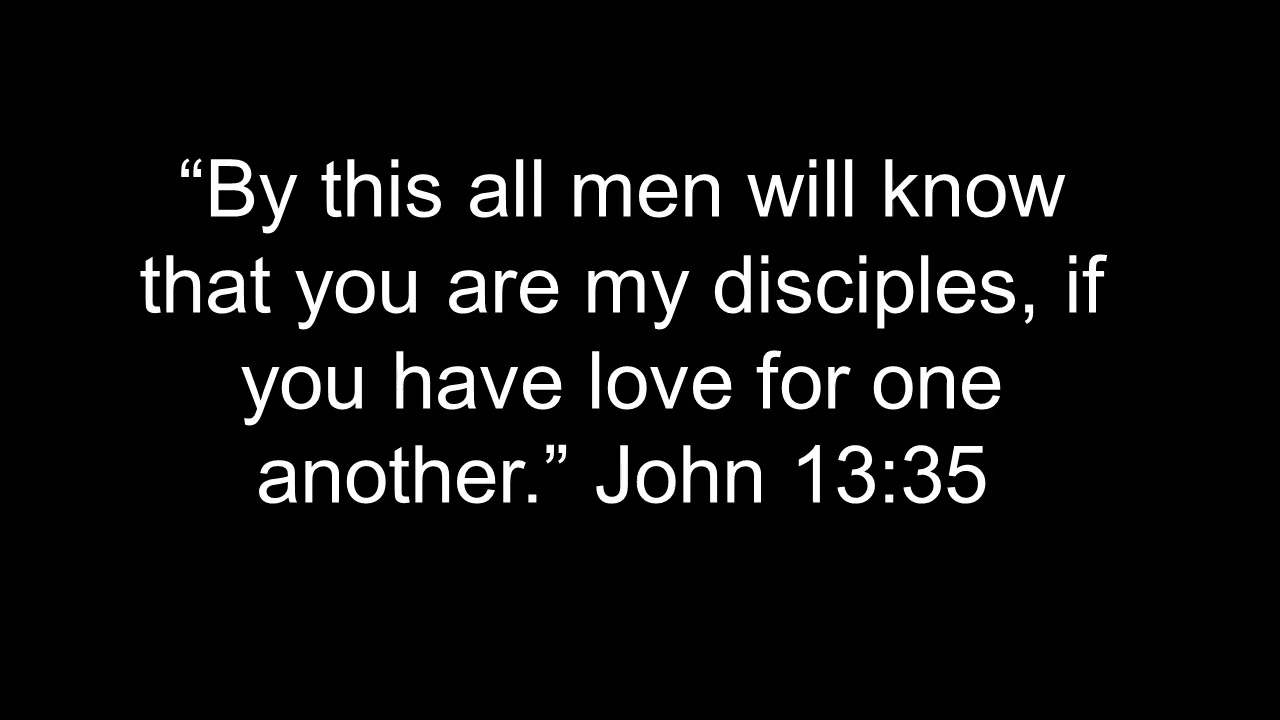 “By this all men will know
that you are my disciples, if
you have love for one
another.” John 13:35